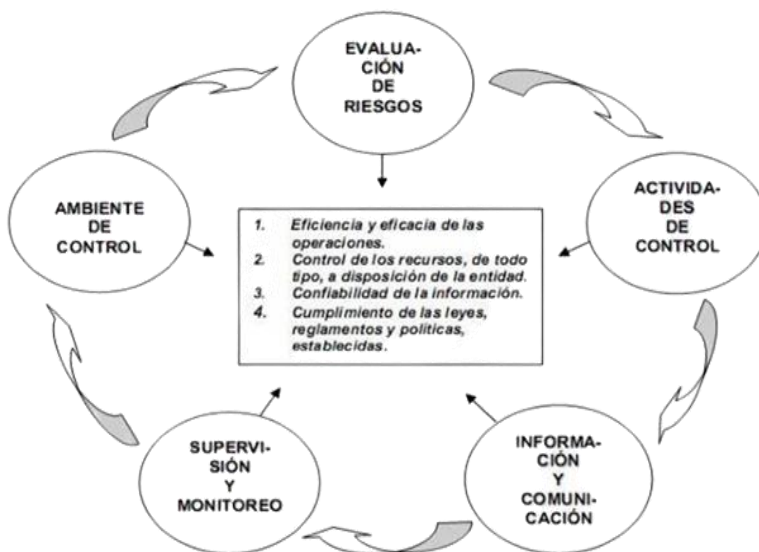 EVALUA-
CIÓN
DE
RIESGOS
AMBIENTE
DE
CONTROL
ACTIVIDA-
DES
DE
CONTROL
1. Eficiencia y eficacia de las
operaciones.
2. Control de los recursos, de todo
tipo, a disposición de la entidad.
3. Confiabilidad de la información.
4. Cumplimiento de las leyes,
reglamentos y políticas,
establecidas.
SUPERVI-
SIÓN
Y
MONITOREO
INFORMA-
CIÓN
Y
COMUNI-
CACIÓN